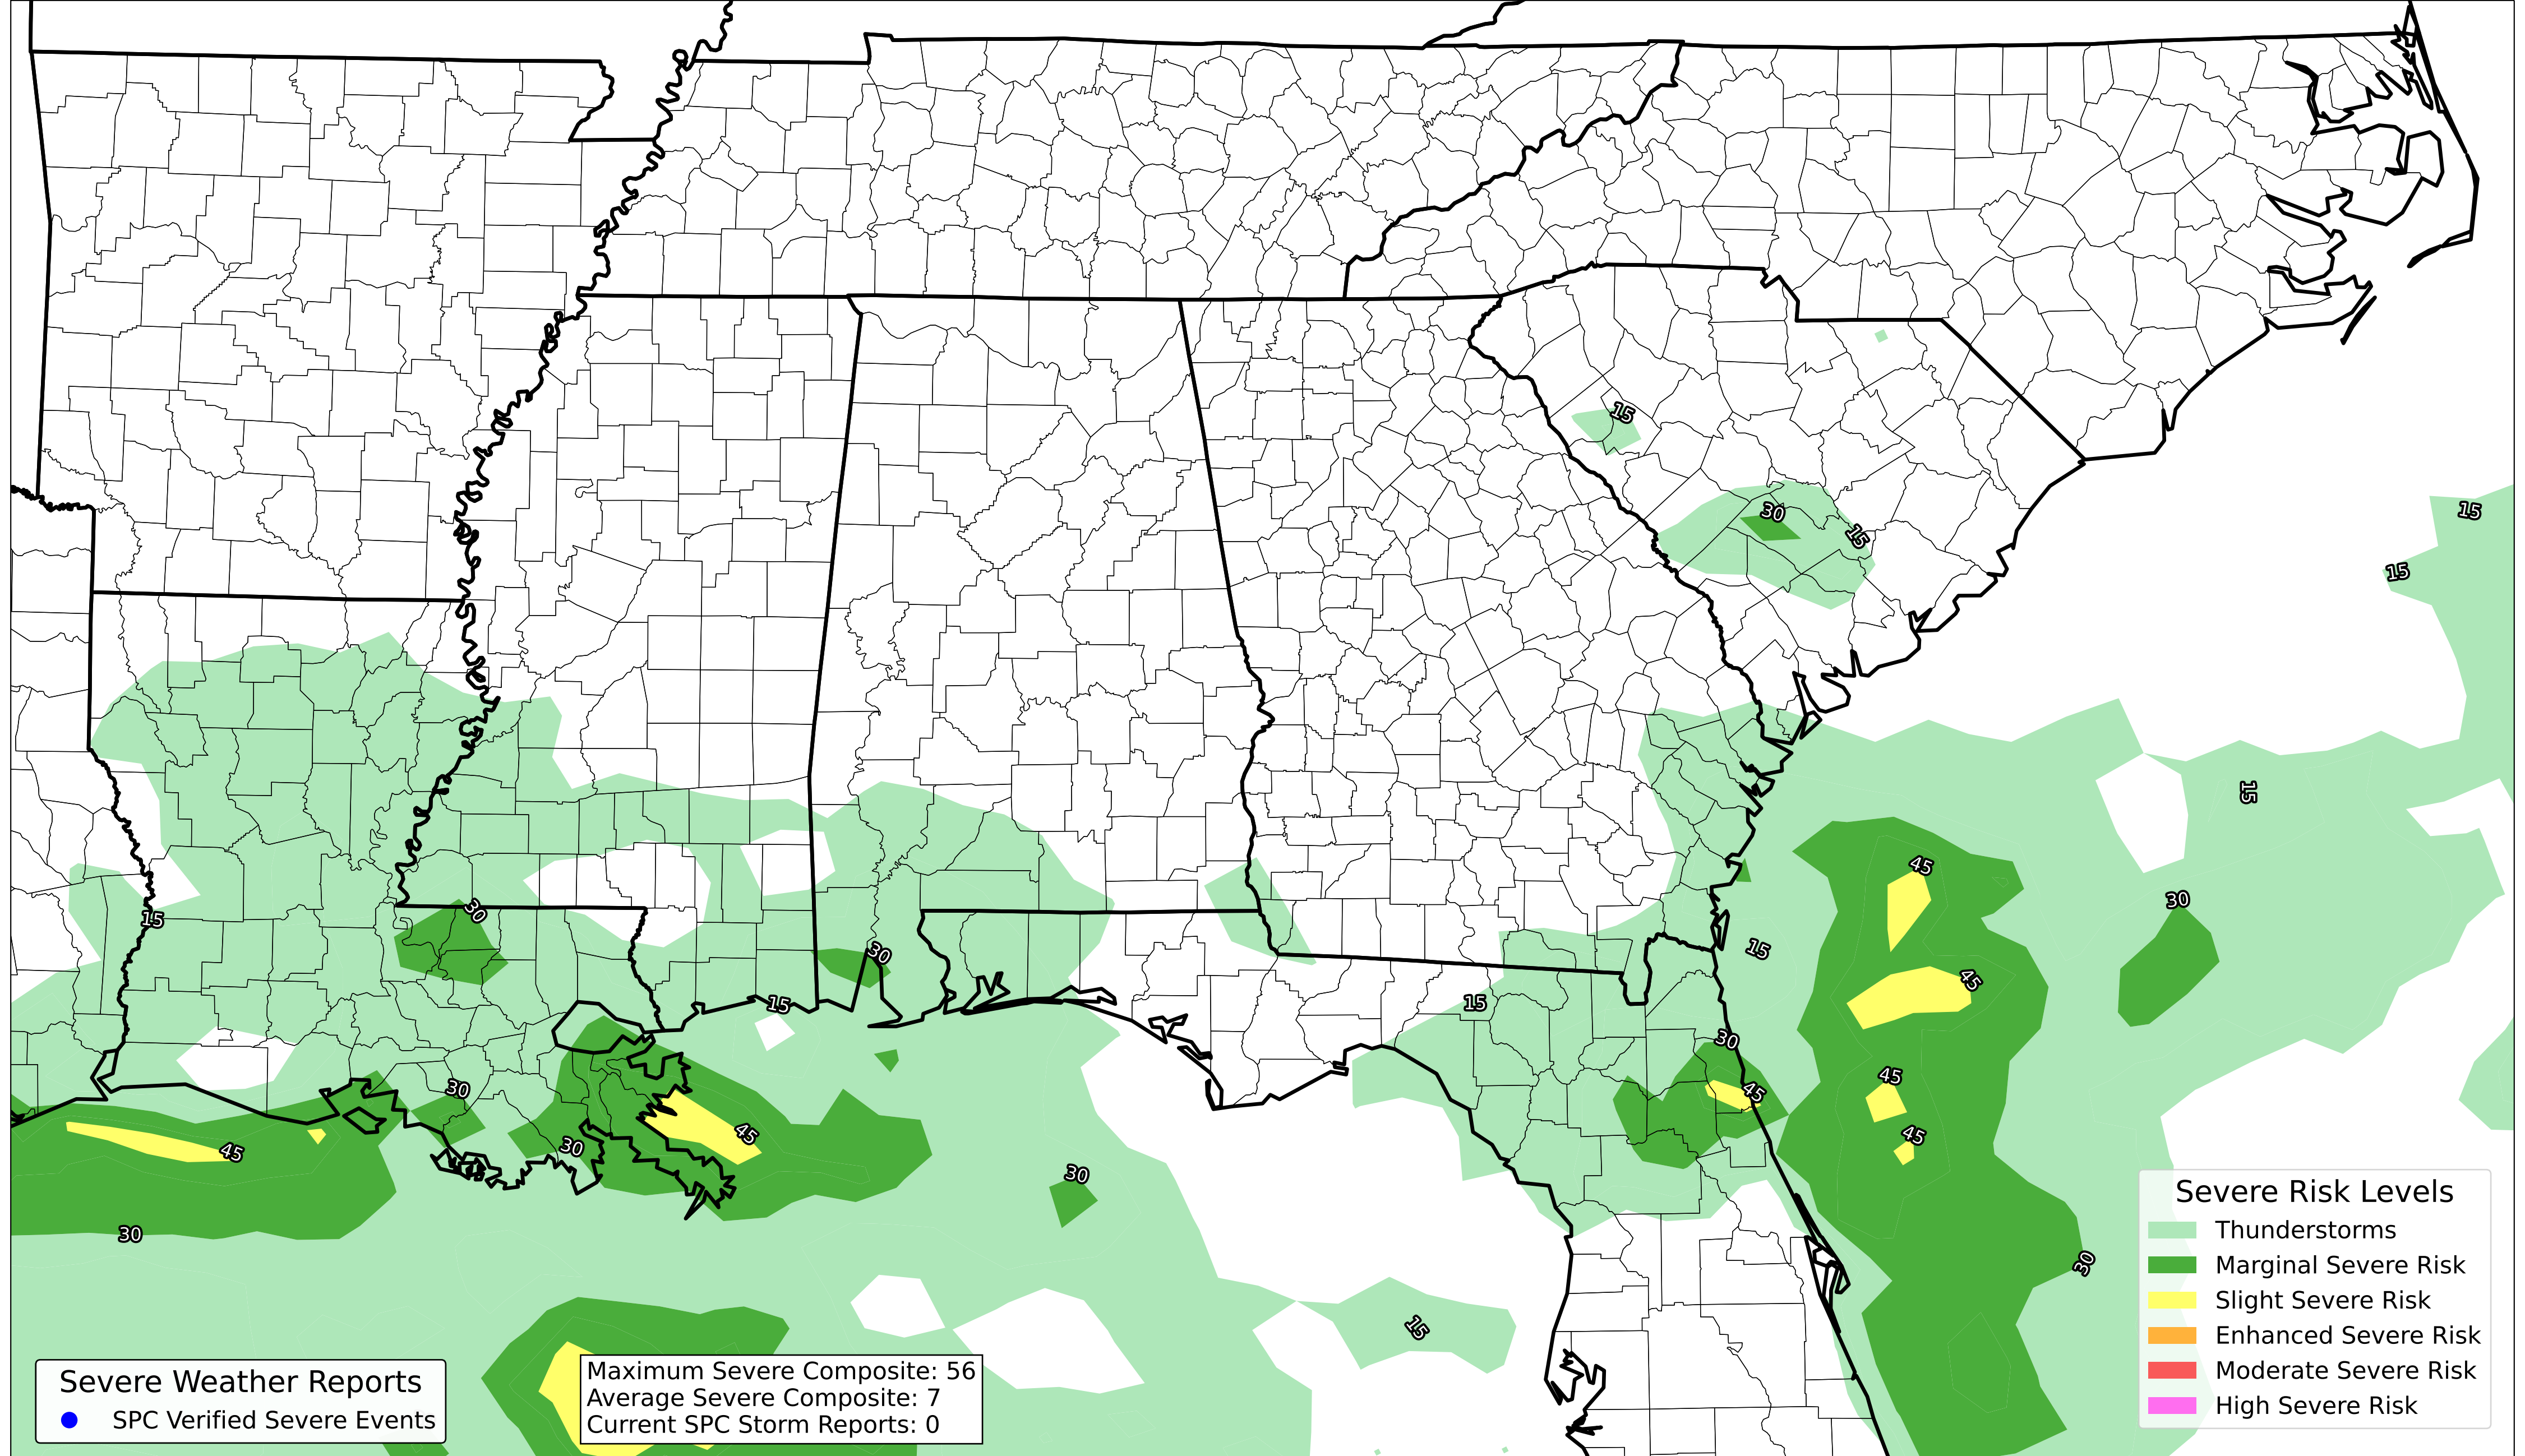 15
30
15
15
15
15
45
30
30
15
15
30
45
15
15
30
45
30
45
30
45
45
30
45
30
30
30
15
Severe Risk Levels
Thunderstorms
Marginal Severe Risk
Slight Severe Risk
Enhanced Severe Risk
Moderate Severe Risk
High Severe Risk
Severe Weather Reports
SPC Verified Severe Events
Maximum Severe Composite: 56
Average Severe Composite: 7
Current SPC Storm Reports: 0